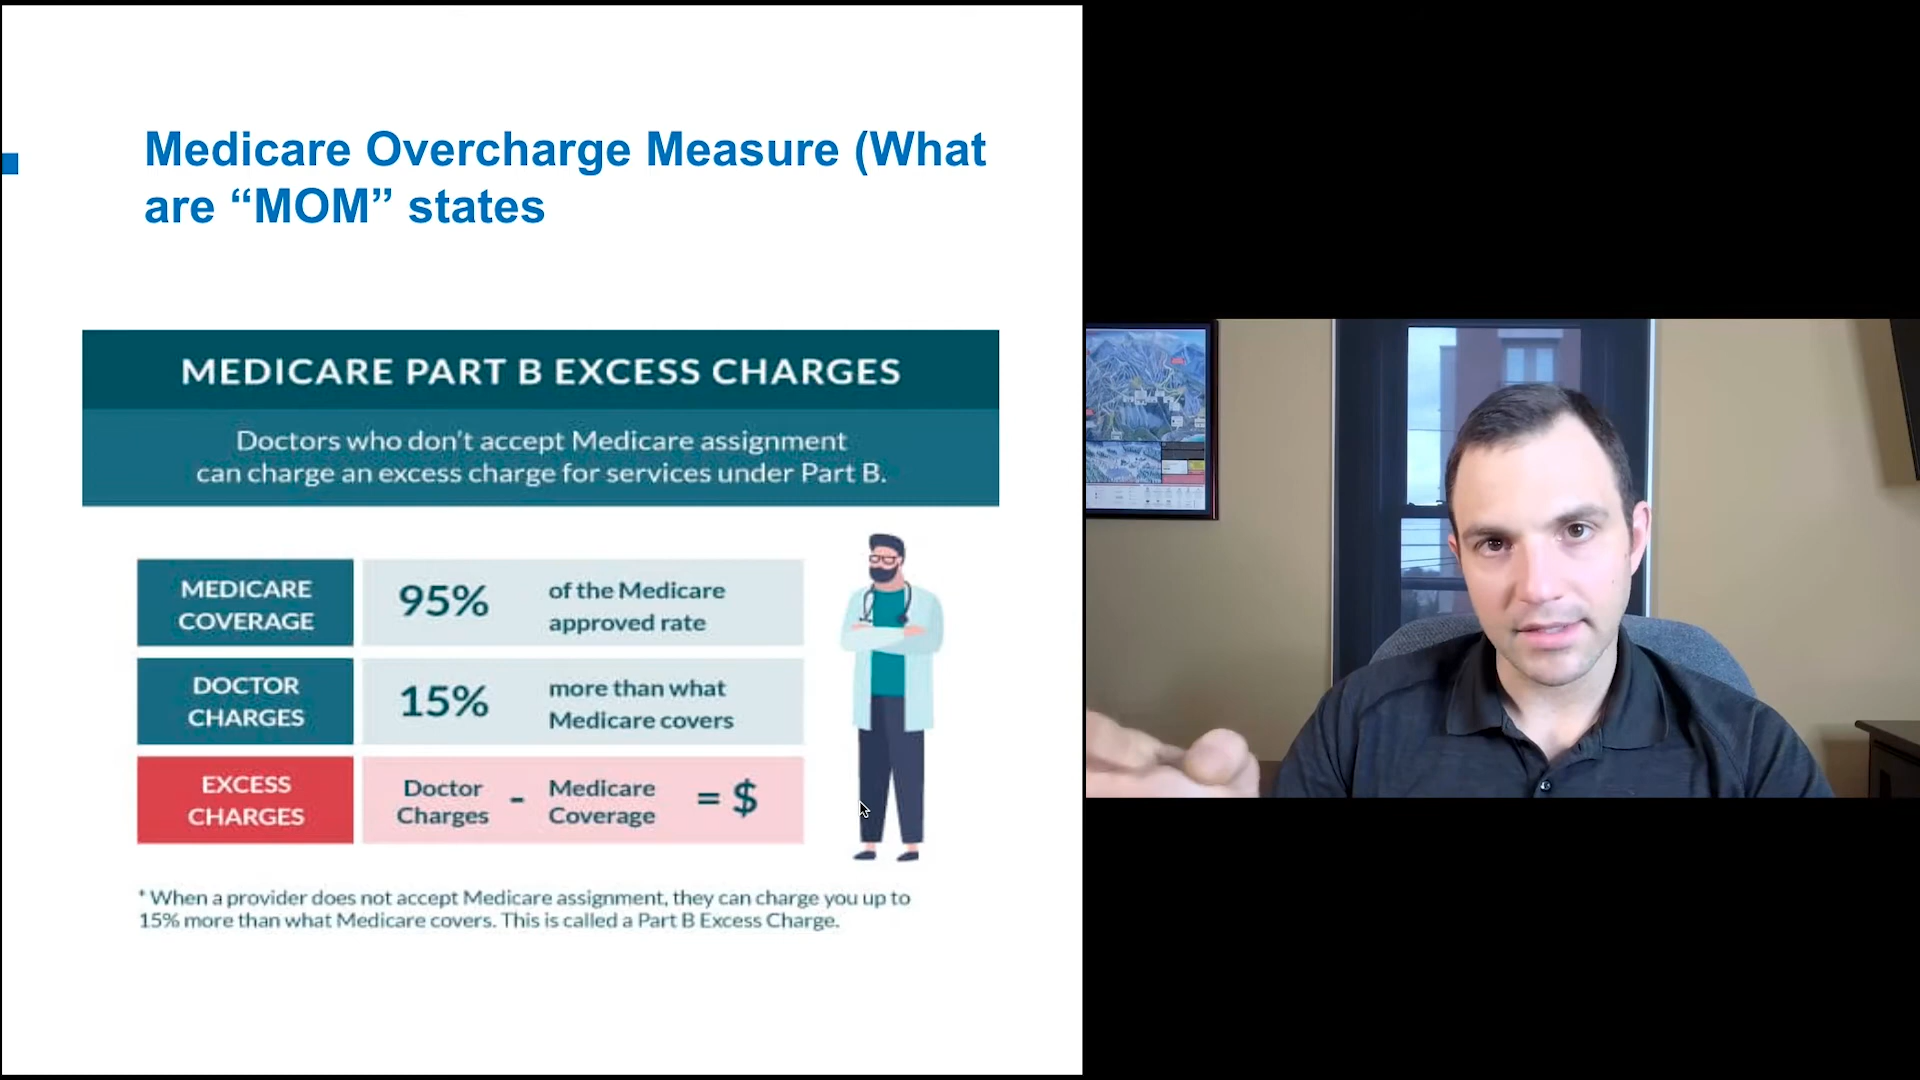 Medicare Overcharge Measure (What
are “MOM” states
MEDICARE PART B EXCESS CHARGES
Doctors who don't accept Medicare assignment
can charge an excess charge for services under Part B.
MEDICARE
COVERAGE
95%
of the Medicare
approved rate
DOCTOR
CHARGES
15%
more than what
Medicare covers
EXCESS
CHARGES
Doctor
Charges
-
Medicare
Coverage
= $
* When a provider does not accept Medicare assignment, they can charge you up to
15% more than what Medicare covers. This is called a Part B Excess Charge.